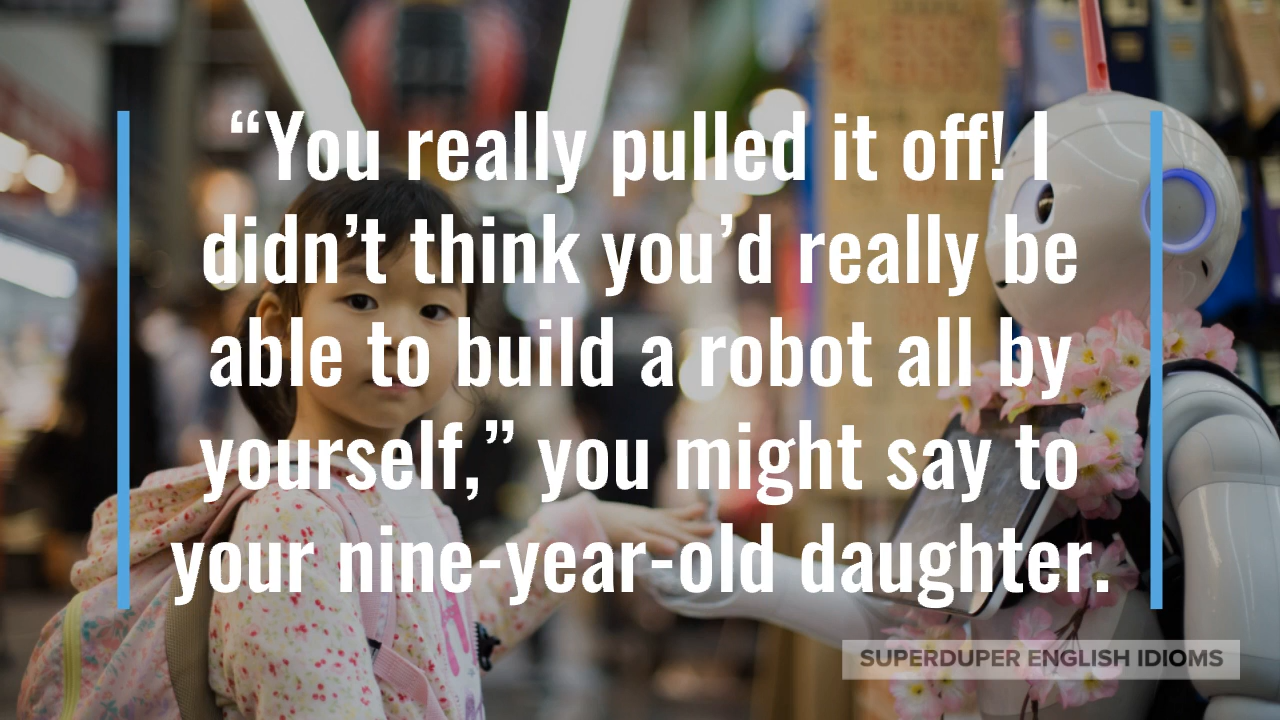 “You really pulled it off! I
didn’t think you’d really be
able to build a robot all by
yourself,” you might say to
your nine-year-old daughter.
SUPERDUPER ENGLISH IDIOMS